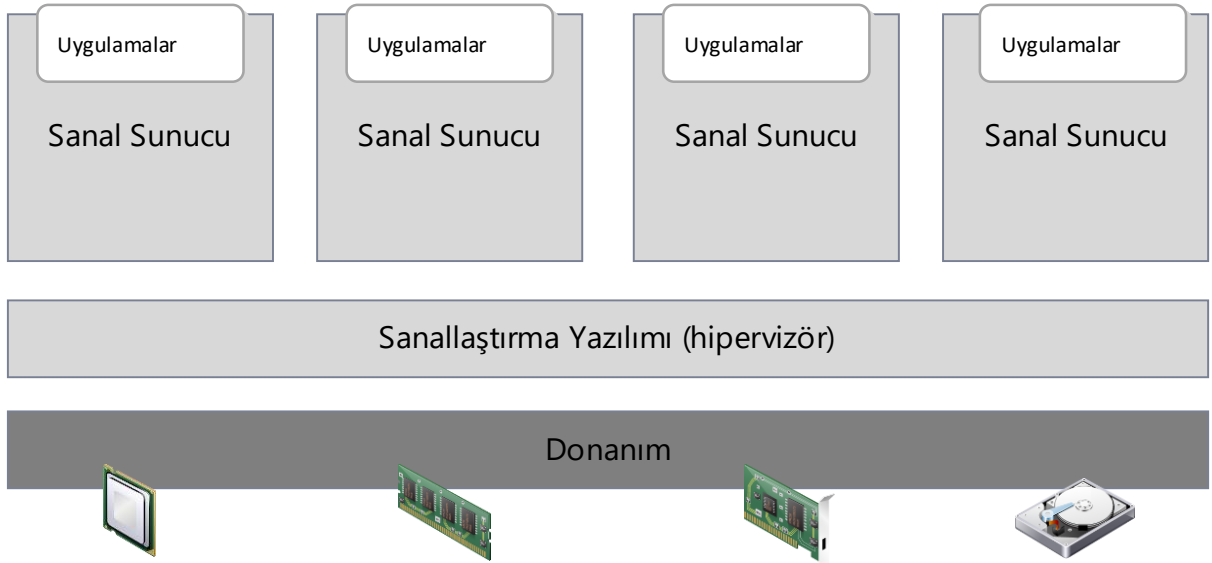 Uygulamalar
Uygulamalar
Uygulamalar
Uygulamalar
Sanal Sunucu
Sanal Sunucu
Sanal Sunucu
Sanal Sunucu
Sanallaştırma Yazılımı (hipervizör)
Donanım